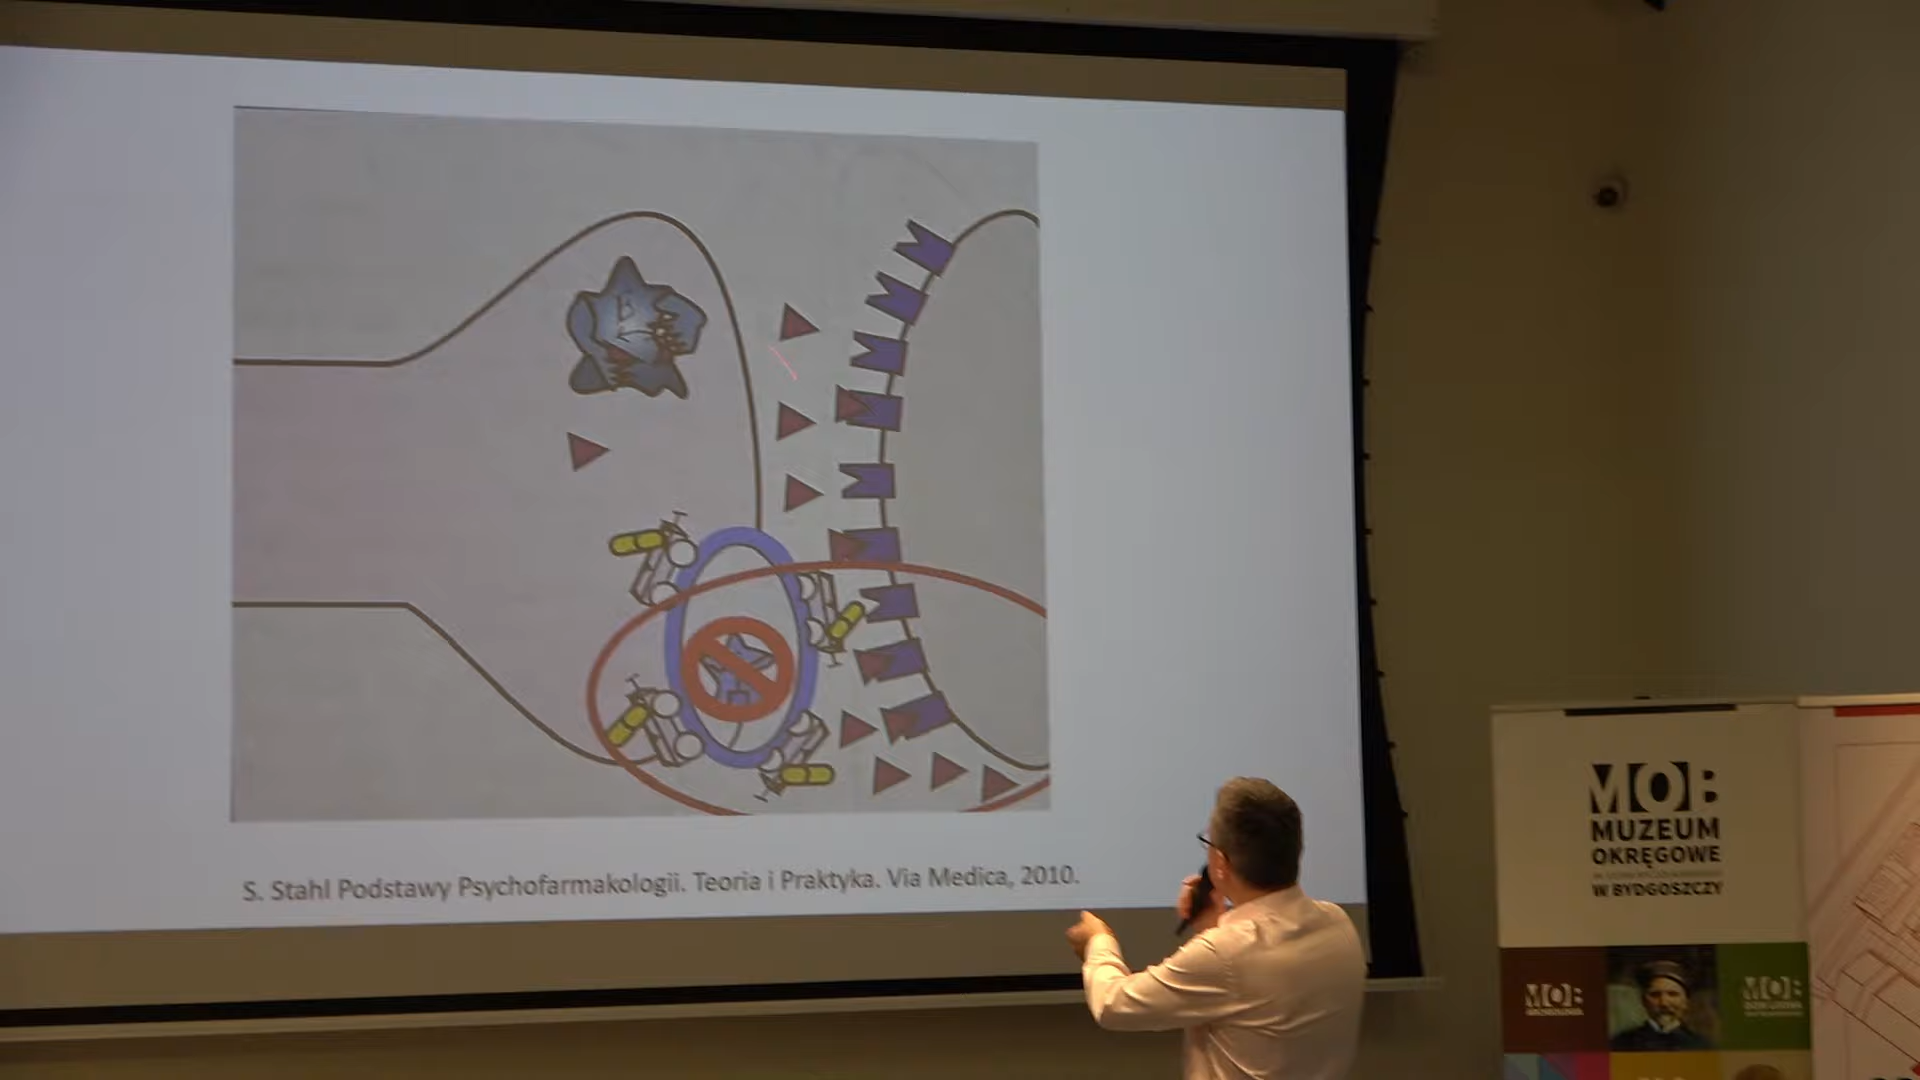 S. Stahl Podstawy Psychofarmakologii. Teoria i Praktyka. Via Medica, 2010.
MOB
MUZEUM
OKRĘGOWE
W BYDGOSZCZY
MOB
MOB